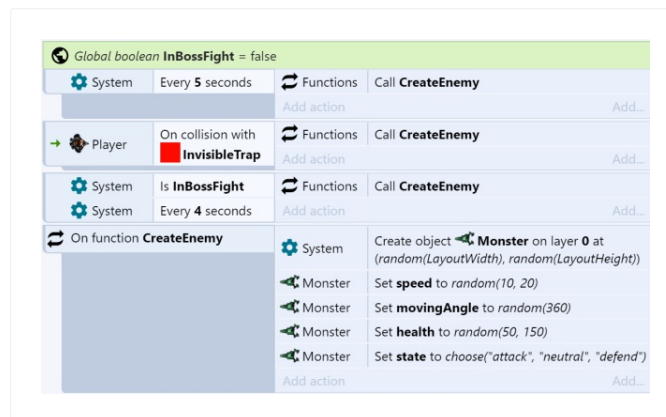 Global boolean InBossFight = false
System Every 5 seconds Functions Call CreateEnemy
Add action Add...
Player On collision with InvisibleTrap Functions Call CreateEnemy
Add action Add...
System Is InBossFight Functions Call CreateEnemy
System Every 4 seconds Add action Add...
On function CreateEnemy System Create object Monster on layer 0 at
(random(LayoutWidth), random(LayoutHeight))
Monster Set speed to random(10, 20)
Monster Set movingAngle to random(360)
Monster Set health to random(50, 150)
Monster Set state to choose("attack", "neutral", "defend")
Add action Add...